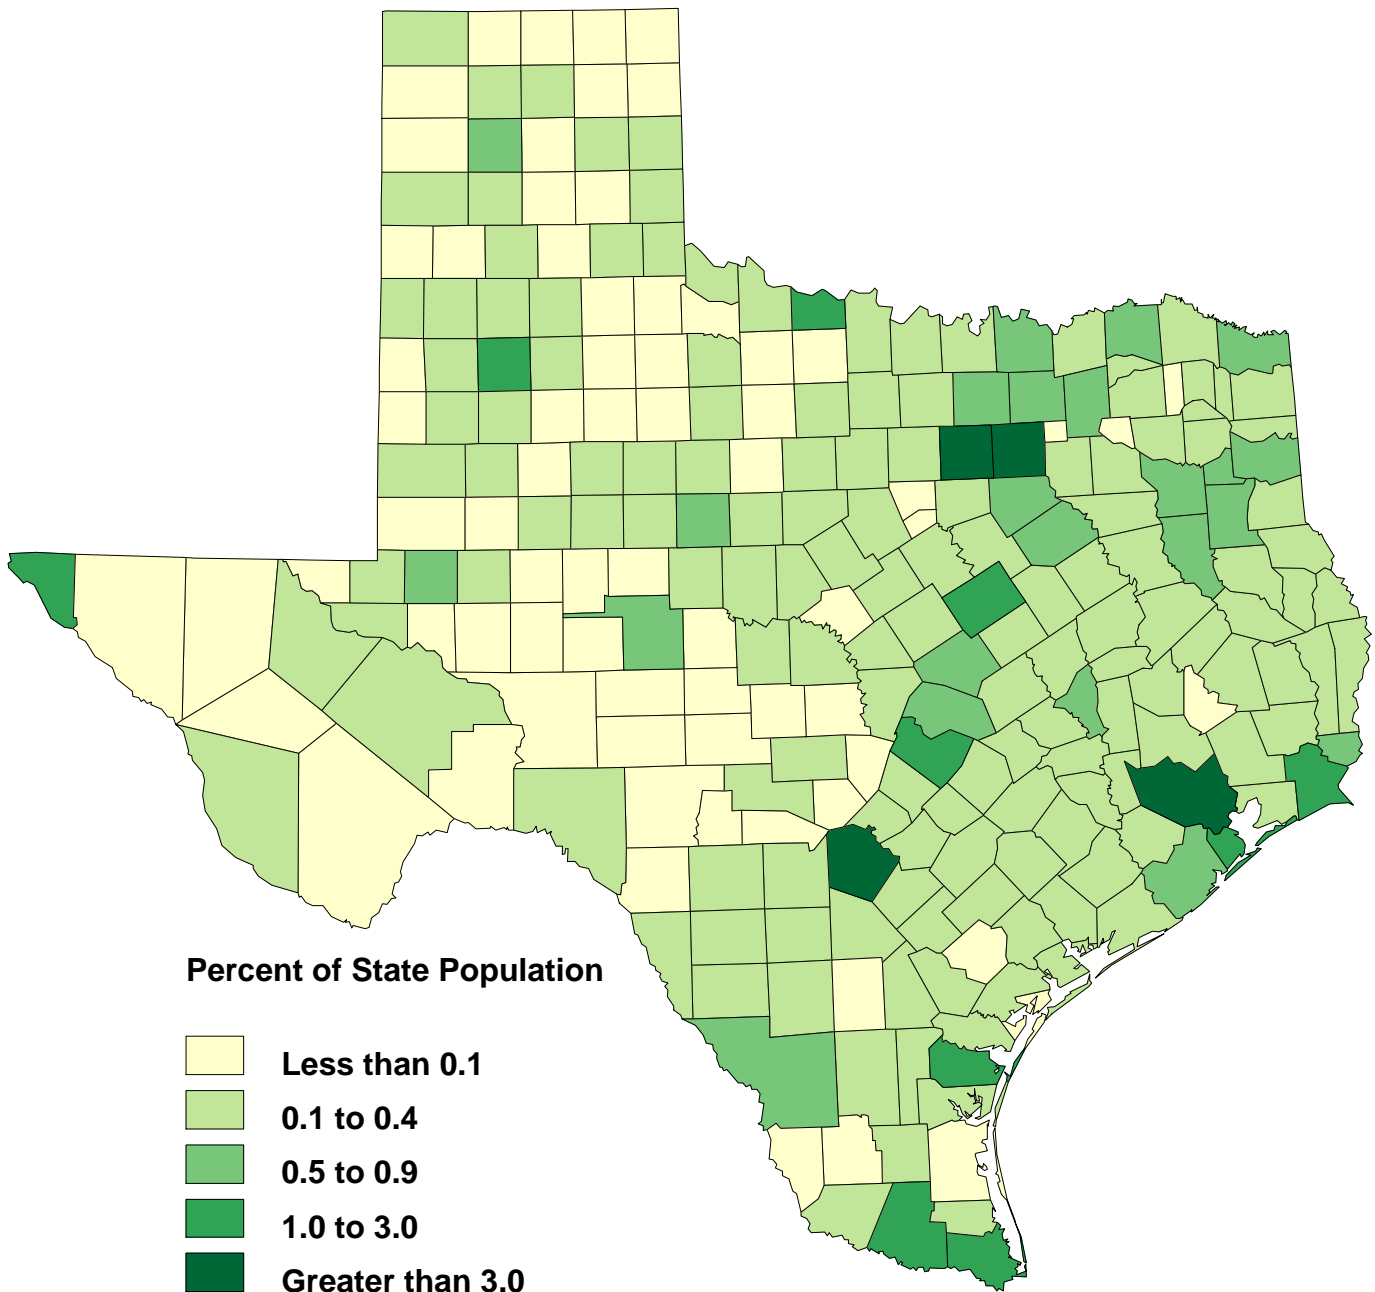 Percent of State Population
Less than 0.1
0.1 to 0.4
0.5 to 0.9
1.0 to 3.0
Greater than 3.0